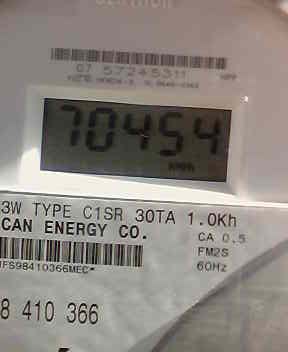 07 57245311
70454
3W TYPE C1SR 30TA 1.0Kh
CAN ENERGY CO.
CA 0.5
FM2S
60Hz
IFS98410366MEC*
8 410 366